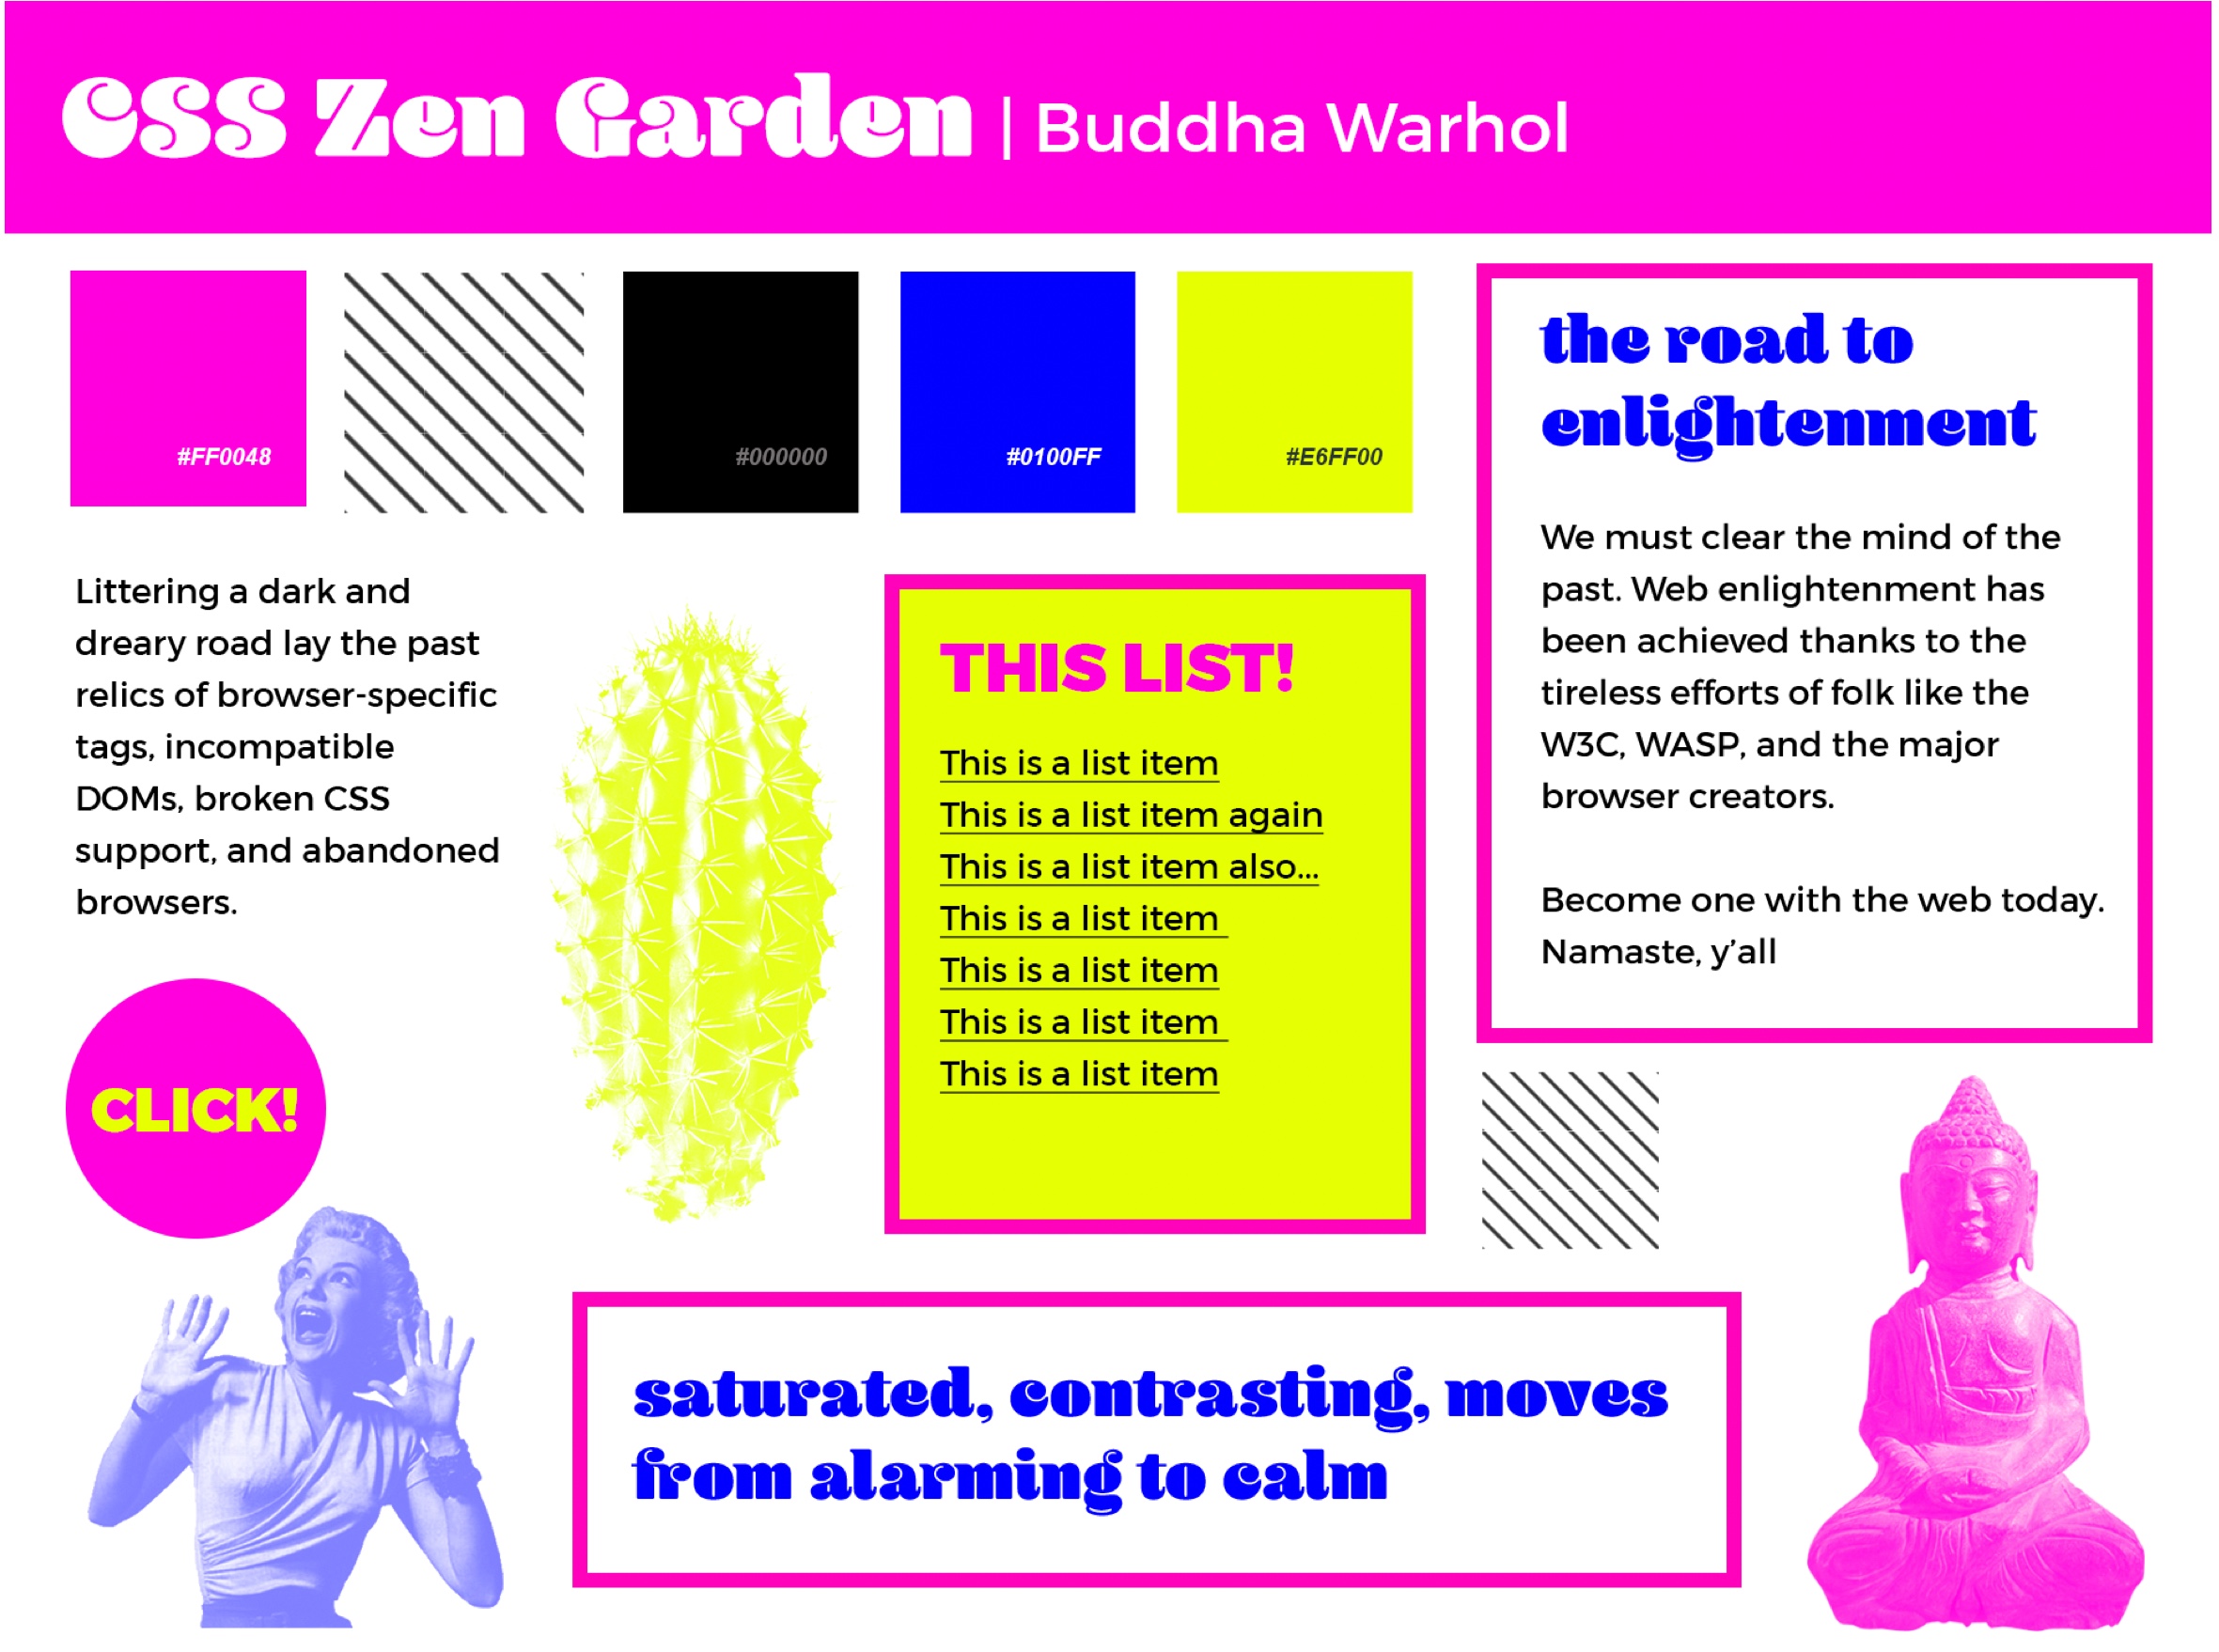 CSS Zen Garden | Buddha Warhol
#FF0048
#000000
#0100FF
#E6FF00
the road to
enlightenment
We must clear the mind of the
past. Web enlightenment has
been achieved thanks to the
tireless efforts of folk like the
W3C, WASP, and the major
browser creators.
Become one with the web today.
Namaste, y’all
Littering a dark and
dreary road lay the past
relics of browser-specific
tags, incompatible
DOMs, broken CSS
support, and abandoned
browsers.
THIS LIST!
This is a list item
This is a list item again
This is a list item also...
This is a list item
This is a list item
This is a list item
This is a list item
CLICK!
saturated, contrasting, moves
from alarming to calm